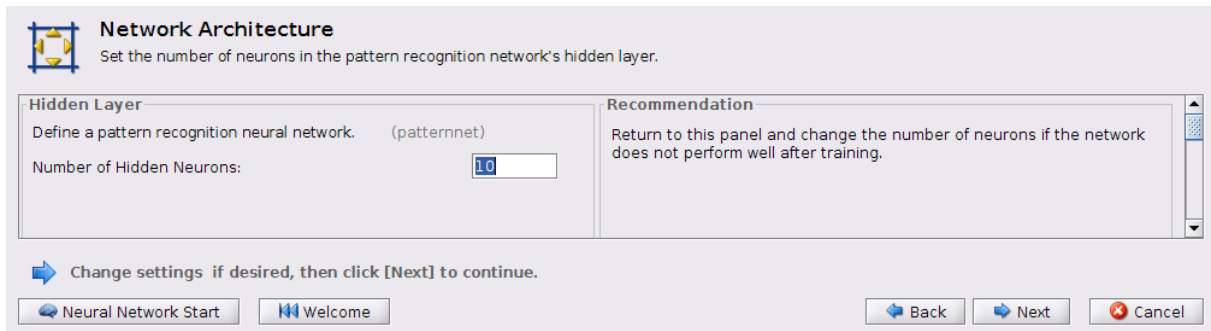 Network Architecture
Set the number of neurons in the pattern recognition network's hidden layer.
Hidden Layer
Define a pattern recognition neural network. (patternnet)
Number of Hidden Neurons: 10
Recommendation
Return to this panel and change the number of neurons if the network
does not perform well after training.
Change settings if desired, then click [Next] to continue.
Neural Network Start
Welcome
Back
Next
Cancel